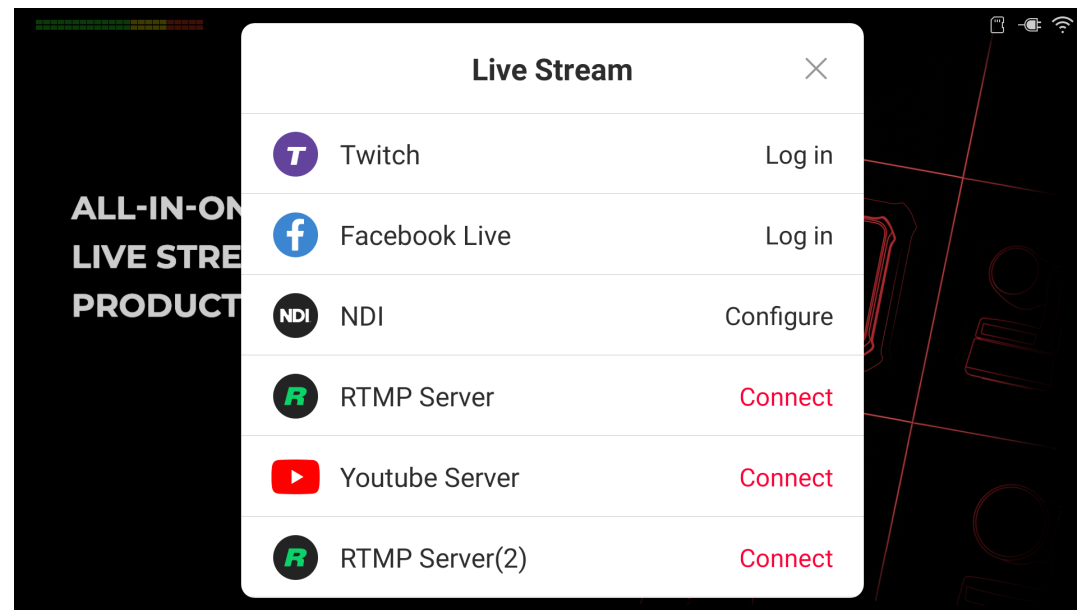 Live Stream
T Twitch Log in
f Facebook Live Log in
NDI NDI Configure
R RTMP Server Connect
Youtube Server Connect
R RTMP Server(2) Connect
ALL-IN-ON
LIVE STRE
PRODUCT